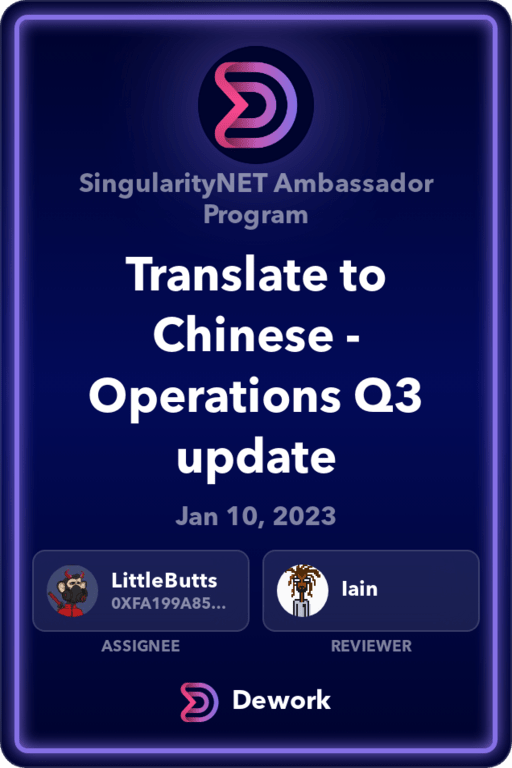 SingularityNET Ambassador
Program
Translate to
Chinese -
Operations Q3
update
Jan 10, 2023
LittleButts
0XFA199A85...
Iain
ASSIGNEE
REVIEWER
Dework